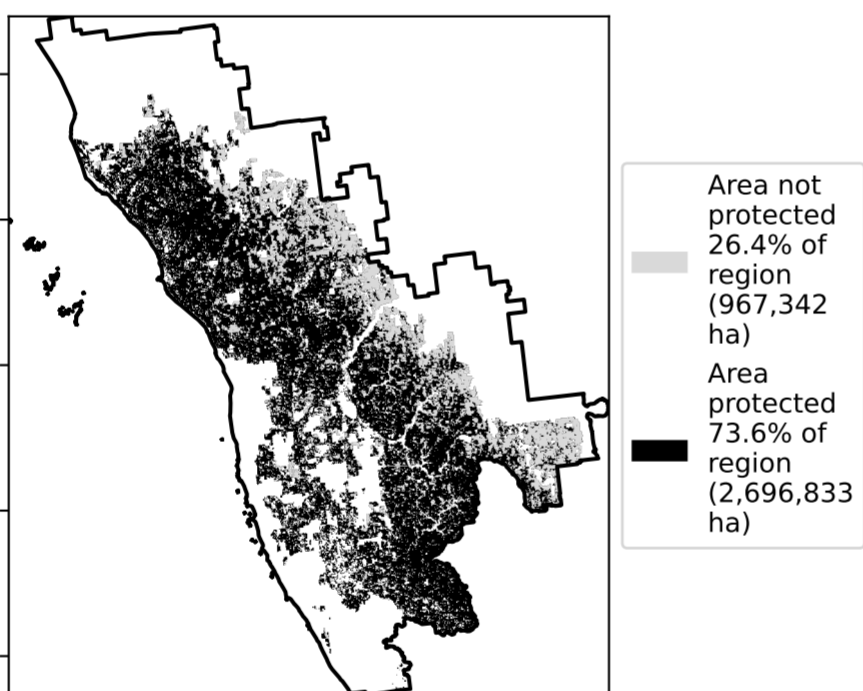 Area not
protected
26.4% of
region
(967,342
ha)
Area
protected
73.6% of
region
(2,696,833
ha)